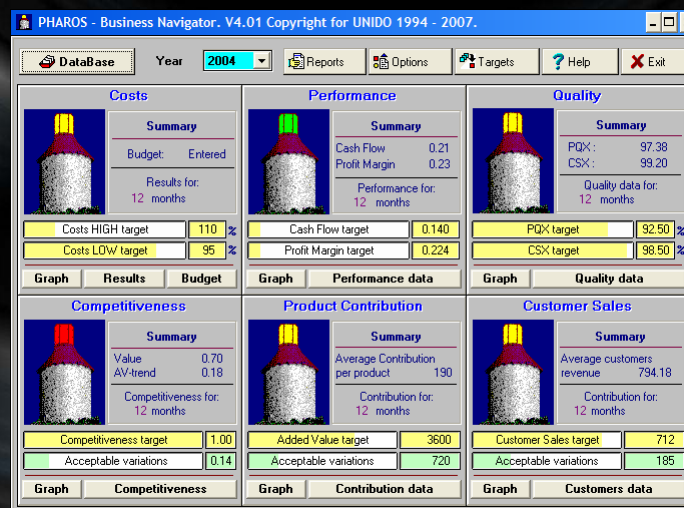 PHAROS - Business Navigator. V4.01 Copyright for UNIDO 1994 - 2007.
DataBase Year 2004 Reports Options Targets ? Help Exit
Costs
Summary
Budget: Entered
Results for:
12 months
Costs HIGH target 110 %
Costs LOW target 95 %
Graph Results Budget
Performance
Summary
Cash Flow 0.21
Profit Margin 0.23
Performance for:
12 months
Cash Flow target 0.140
Profit Margin target 0.224
Graph Performance data
Quality
Summary
PQX : 97.38
CSX : 99.20
Quality data for:
12 months
PQX target 92.50 %
CSX target 98.50 %
Graph Quality data
Competitiveness
Summary
Value 0.70
AV-trend 0.18
Competitiveness for:
12 months
Competitiveness target 1.00
Acceptable variations 0.14
Graph Competitiveness
Product Contribution
Summary
Average Contribution
per product 190
Contribution for:
12 months
Added Value target 3600
Acceptable variations 720
Graph Contribution data
Customer Sales
Summary
Average customers
revenue 794.18
Contribution for:
12 months
Customer Sales target 712
Acceptable variations 185
Graph Customers data